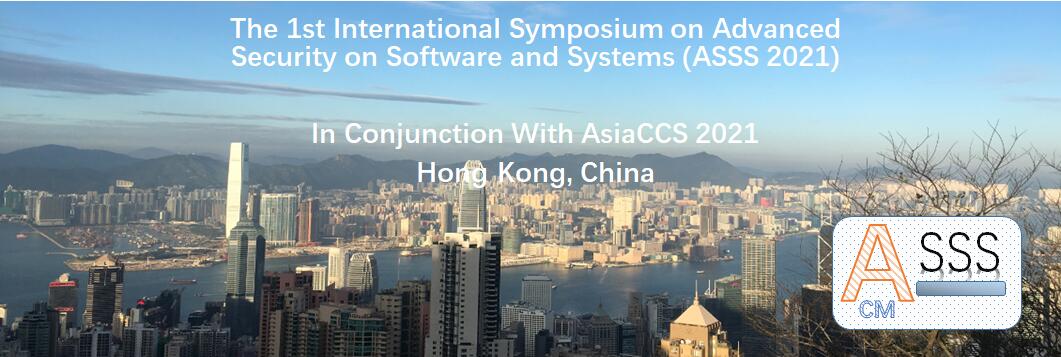 The 1st International Symposium on Advanced
Security on Software and Systems (ASSS 2021)
In Conjunction With AsiaCCS 2021
Hong Kong, China
ASSS
CM